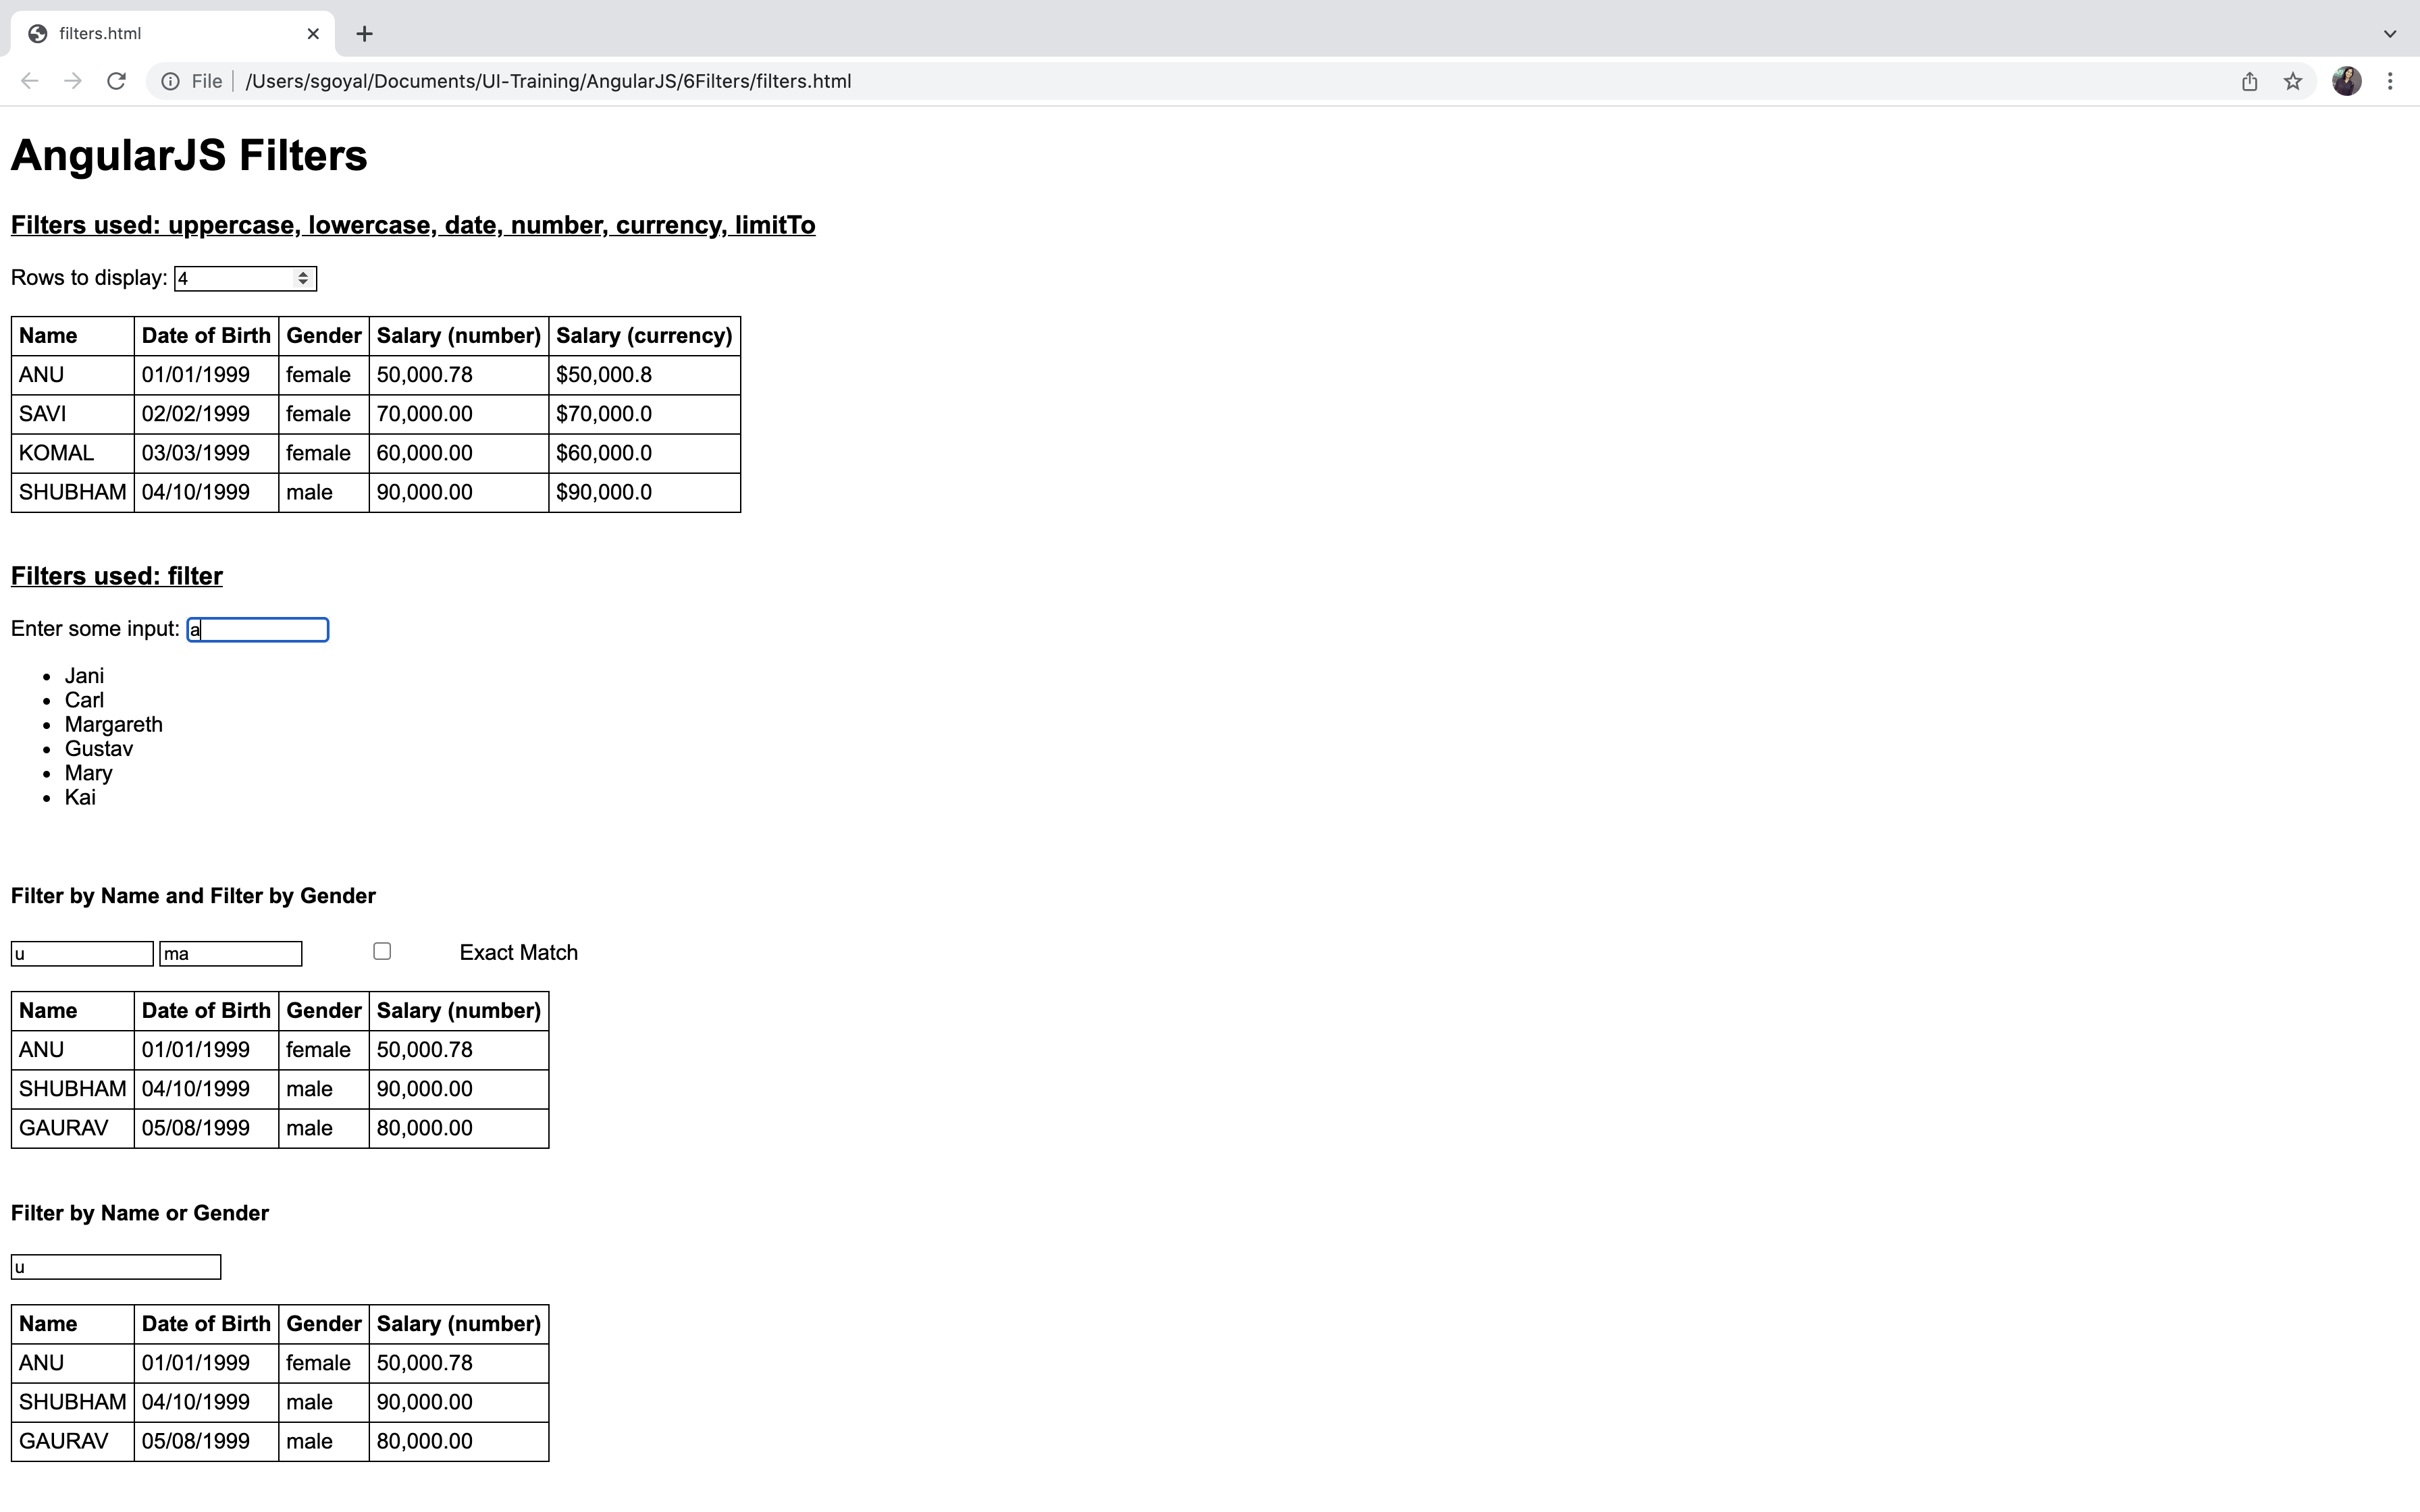 filters.html
File /Users/sgoyal/Documents/UI-Training/AngularJS/6Filters/filters.html
AngularJS Filters
Filters used: uppercase, lowercase, date, number, currency, limitTo
Rows to display: 4
Name Date of Birth Gender Salary (number) Salary (currency)
ANU 01/01/1999 female 50,000.78 $50,000.8
SAVI 02/02/1999 female 70,000.00 $70,000.0
KOMAL 03/03/1999 female 60,000.00 $60,000.0
SHUBHAM 04/10/1999 male 90,000.00 $90,000.0
Filters used: filter
Enter some input: a
Jani
Carl
Margareth
Gustav
Mary
Kai
Filter by Name and Filter by Gender
u ma Exact Match
Name Date of Birth Gender Salary (number)
ANU 01/01/1999 female 50,000.78
SHUBHAM 04/10/1999 male 90,000.00
GAURAV 05/08/1999 male 80,000.00
Filter by Name or Gender
u
Name Date of Birth Gender Salary (number)
ANU 01/01/1999 female 50,000.78
SHUBHAM 04/10/1999 male 90,000.00
GAURAV 05/08/1999 male 80,000.00